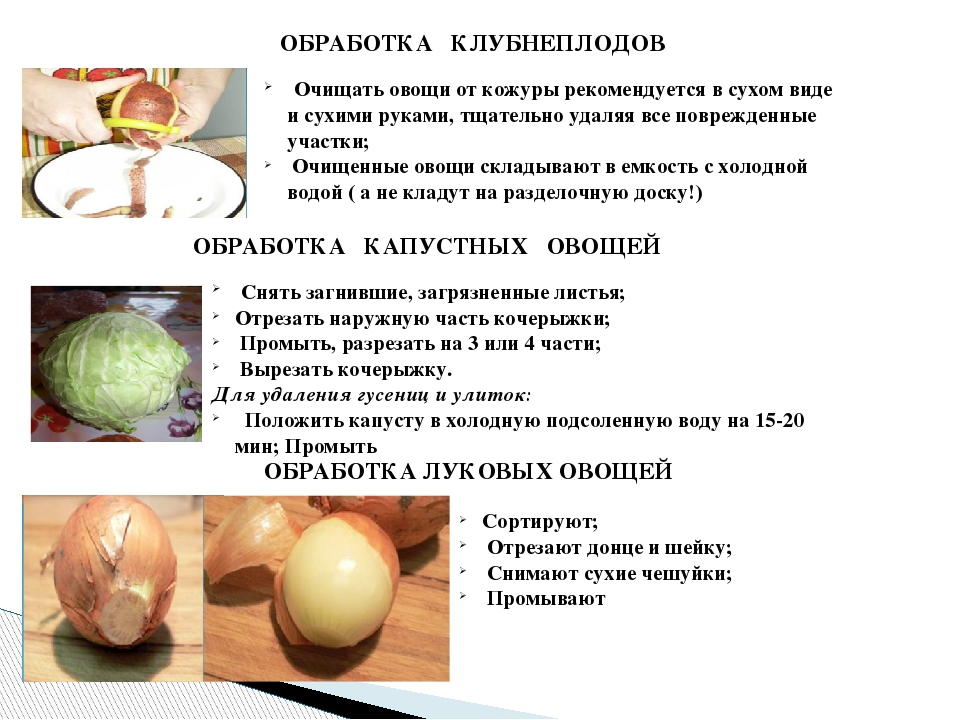 ОБРАБОТКА КЛУБНЕПЛОДОВ
Очищать овощи от кожуры рекомендуется в сухом виде
и сухими руками, тщательно удаляя все поврежденные
участки;
Очищенные овощи складывают в емкость с холодной
водой ( а не кладут на разделочную доску!)
ОБРАБОТКА КАПУСТНЫХ ОВОЩЕЙ
Снять загнившие, загрязненные листья;
Отрезать наружную часть кочерыжки;
Промыть, разрезать на 3 или 4 части;
Вырезать кочерыжку.
Для удаления гусениц и улиток:
Положить капусту в холодную подсоленную воду на 15-20
мин; Промыть
ОБРАБОТКА ЛУКОВЫХ ОВОЩЕЙ
Сортируют;
Отрезают донце и шейку;
Снимают сухие чешуйки;
Промывают